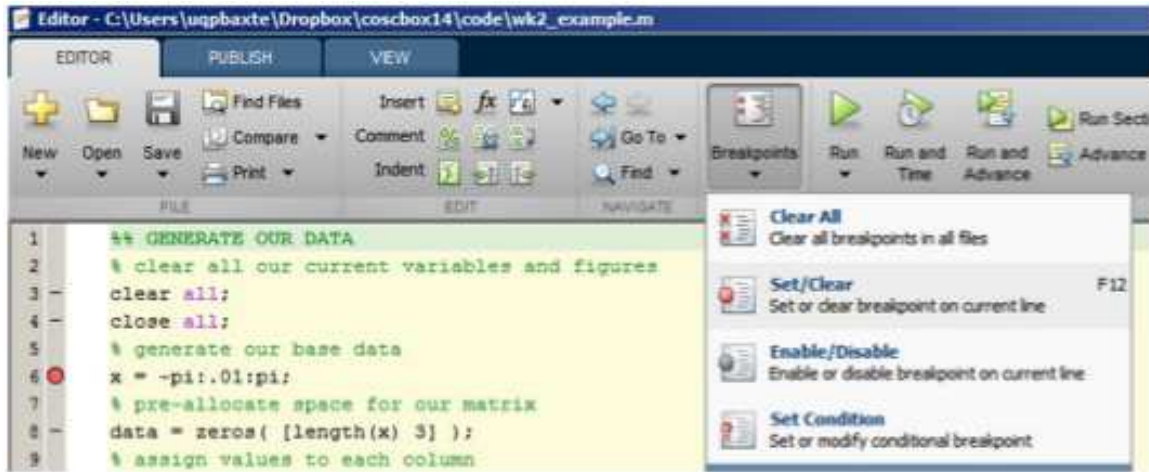 Editor - C:\Users\uqpbaxte\Dropbox\coscbox14\code\wk2_example.m
EDITOR PUBLISH VIEW
New Open Save
Find Files
Compare
Print
FILE
Insert fx
Comment
Indent
EDIT
Go To
Find
NAVIGATE
Breakpoints
Run
Run and Time
Run and Advance
Run Secti
Advance
Clear All
Clear all breakpoints in all files
Set/Clear F12
Set or clear breakpoint on current line
Enable/Disable
Enable or disable breakpoint on current line
Set Condition
Set or modify conditional breakpoint
1 %% GENERATE OUR DATA
2 % clear all our current variables and figures
3 - clear all;
4 - close all;
5 % generate our base data
6 x = -pi:.01:pi;
7 % pre-allocate space for our matrix
8 - data = zeros( [length(x) 3] );
9 % assign values to each column